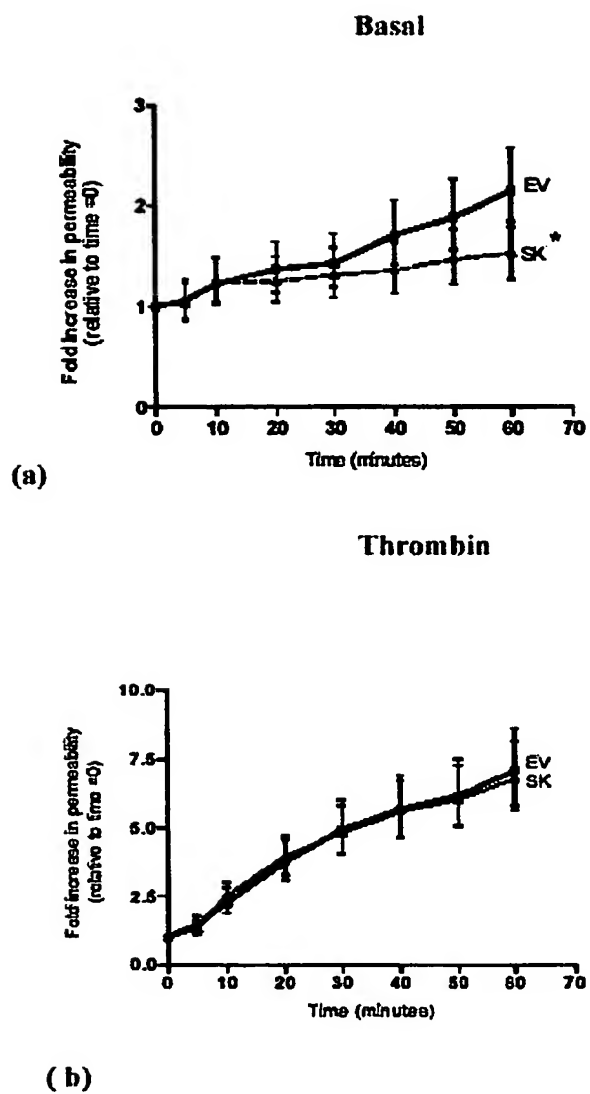 Basal
Fold increase in permeability
(relative to time =0)
3
2
1
0
EV
SK *
0 10 20 30 40 50 60 70
Time (minutes)
(a)
Thrombin
Fold increase in permeability
(relative to time =0)
10.0
7.5
5.0
2.5
0.0
EV
SK
0 10 20 30 40 50 60 70
Time (minutes)
( b)